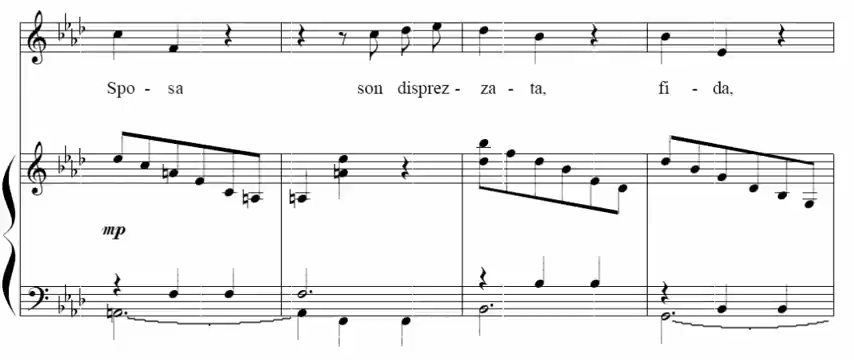 Spo - sa son disprez - za - ta, fi - da,
mp